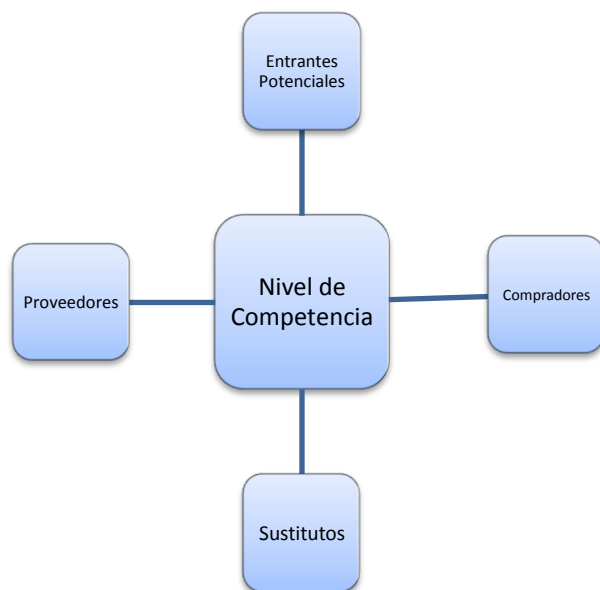 Entrantes
Potenciales
Proveedores
Nivel de
Competencia
Compradores
Sustitutos